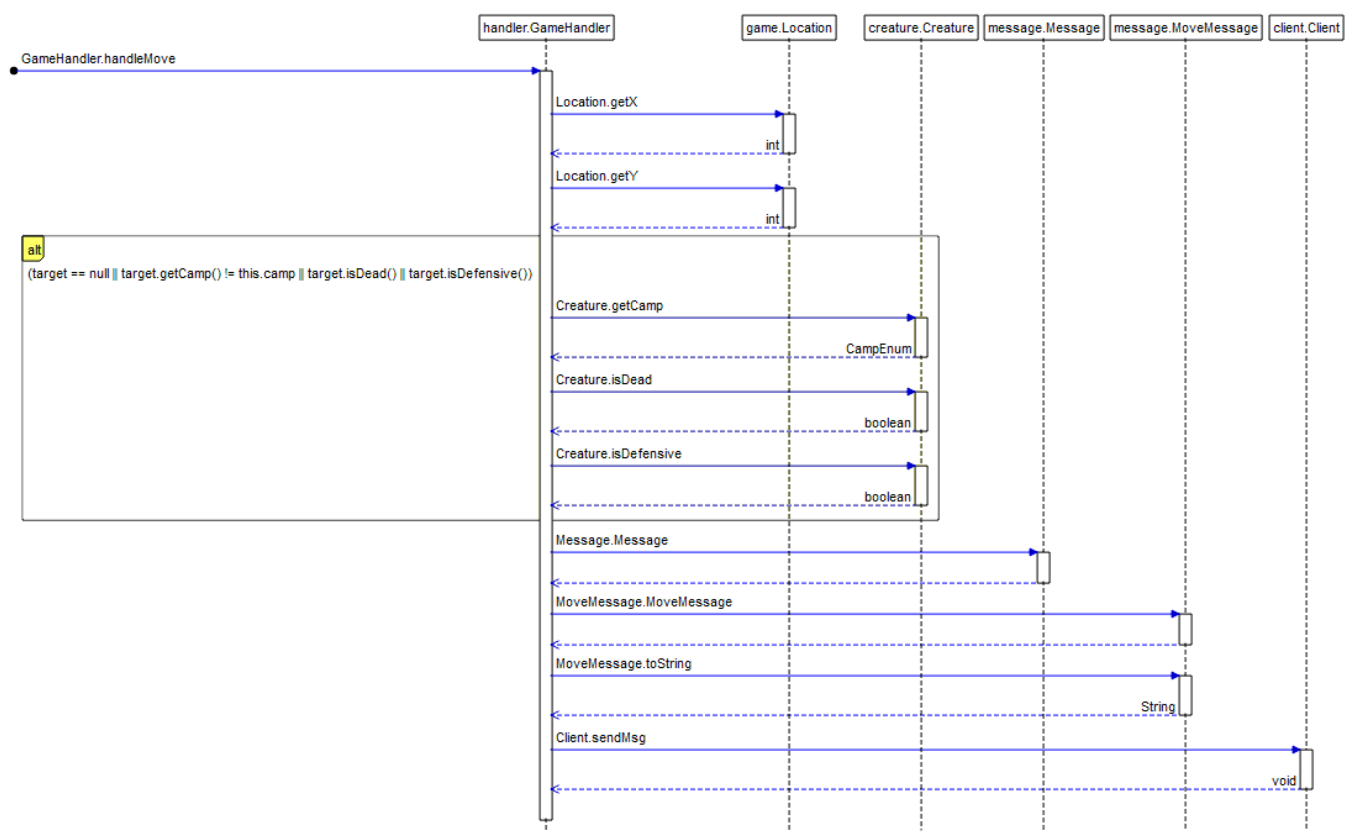 handler.GameHandler game.Location creature.Creature message.Message message.MoveMessage client.Client
GameHandler.handleMove
Location.getX
int
Location.getY
int
alt
(target == null || target.getCamp() != this.camp || target.isDead() || target.isDefensive())
Creature.getCamp
CampEnum
Creature.isDead
boolean
Creature.isDefensive
boolean
Message.Message
MoveMessage.MoveMessage
MoveMessage.toString
String
Client.sendMsg
void